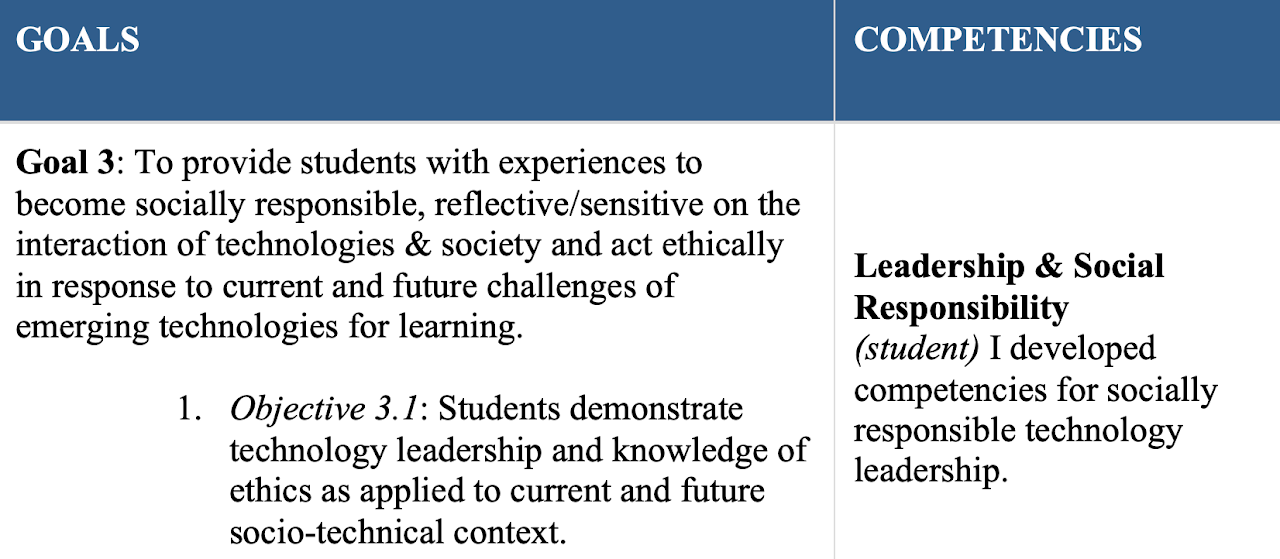 GOALS
COMPETENCIES
Goal 3: To provide students with experiences to
become socially responsible, reflective/sensitive on the
interaction of technologies & society and act ethically
in response to current and future challenges of
emerging technologies for learning.
1. Objective 3.1: Students demonstrate
technology leadership and knowledge of
ethics as applied to current and future
socio-technical context.
Leadership & Social
Responsibility
(student) I developed
competencies for socially
responsible technology
leadership.